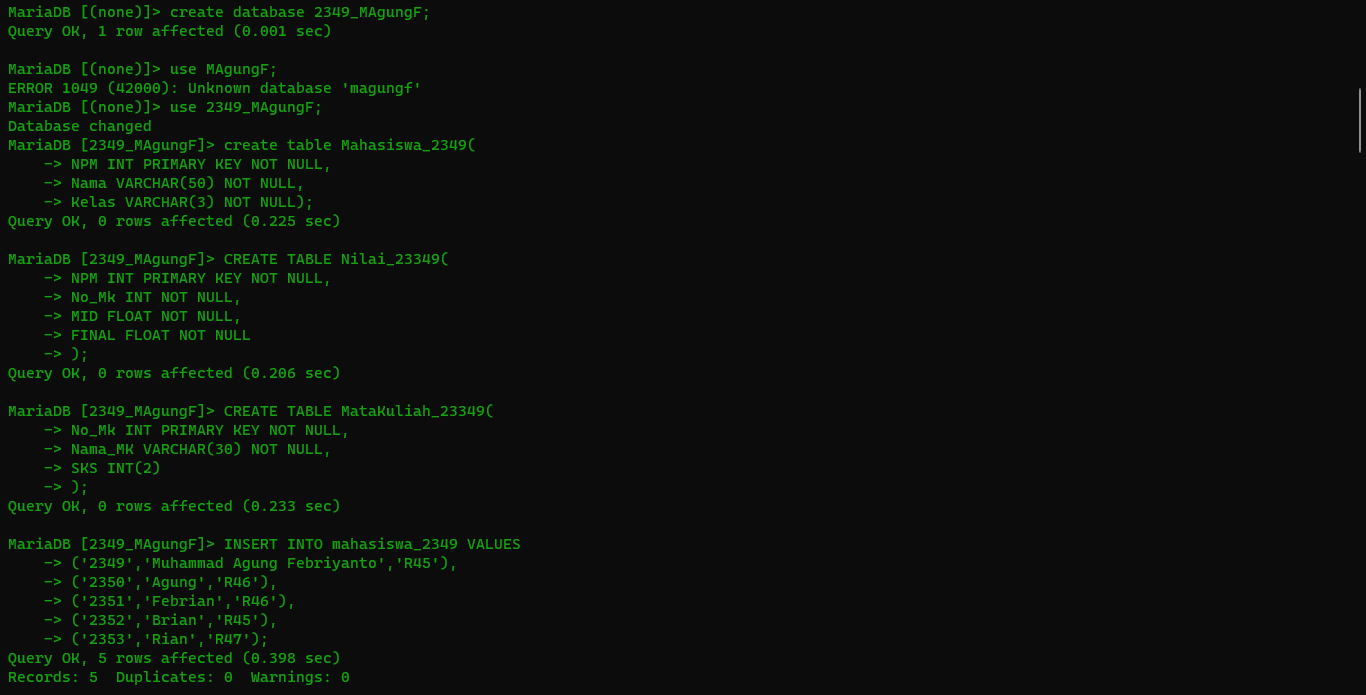 MariaDB [(none)]> create database 2349_MAgungF;
Query OK, 1 row affected (0.001 sec)
MariaDB [(none)]> use MAgungF;
ERROR 1049 (42000): Unknown database 'magungf'
MariaDB [(none)]> use 2349_MAgungF;
Database changed
MariaDB [2349_MAgungF]> create table Mahasiswa_2349(
    -> NPM INT PRIMARY KEY NOT NULL,
    -> Nama VARCHAR(50) NOT NULL,
    -> Kelas VARCHAR(3) NOT NULL);
Query OK, 0 rows affected (0.225 sec)
MariaDB [2349_MAgungF]> CREATE TABLE Nilai_23349(
    -> NPM INT PRIMARY KEY NOT NULL,
    -> No_Mk INT NOT NULL,
    -> MID FLOAT NOT NULL,
    -> FINAL FLOAT NOT NULL
    -> );
Query OK, 0 rows affected (0.206 sec)
MariaDB [2349_MAgungF]> CREATE TABLE MataKuliah_23349(
    -> No_Mk INT PRIMARY KEY NOT NULL,
    -> Nama_MK VARCHAR(30) NOT NULL,
    -> SKS INT(2)
    -> );
Query OK, 0 rows affected (0.233 sec)
MariaDB [2349_MAgungF]> INSERT INTO mahasiswa_2349 VALUES
    -> ('2349','Muhammad Agung Febriyanto','R45'),
    -> ('2350','Agung','R46'),
    -> ('2351','Febrian','R46'),
    -> ('2352','Brian','R45'),
    -> ('2353','Rian','R47');
Query OK, 5 rows affected (0.398 sec)
Records: 5  Duplicates: 0  Warnings: 0